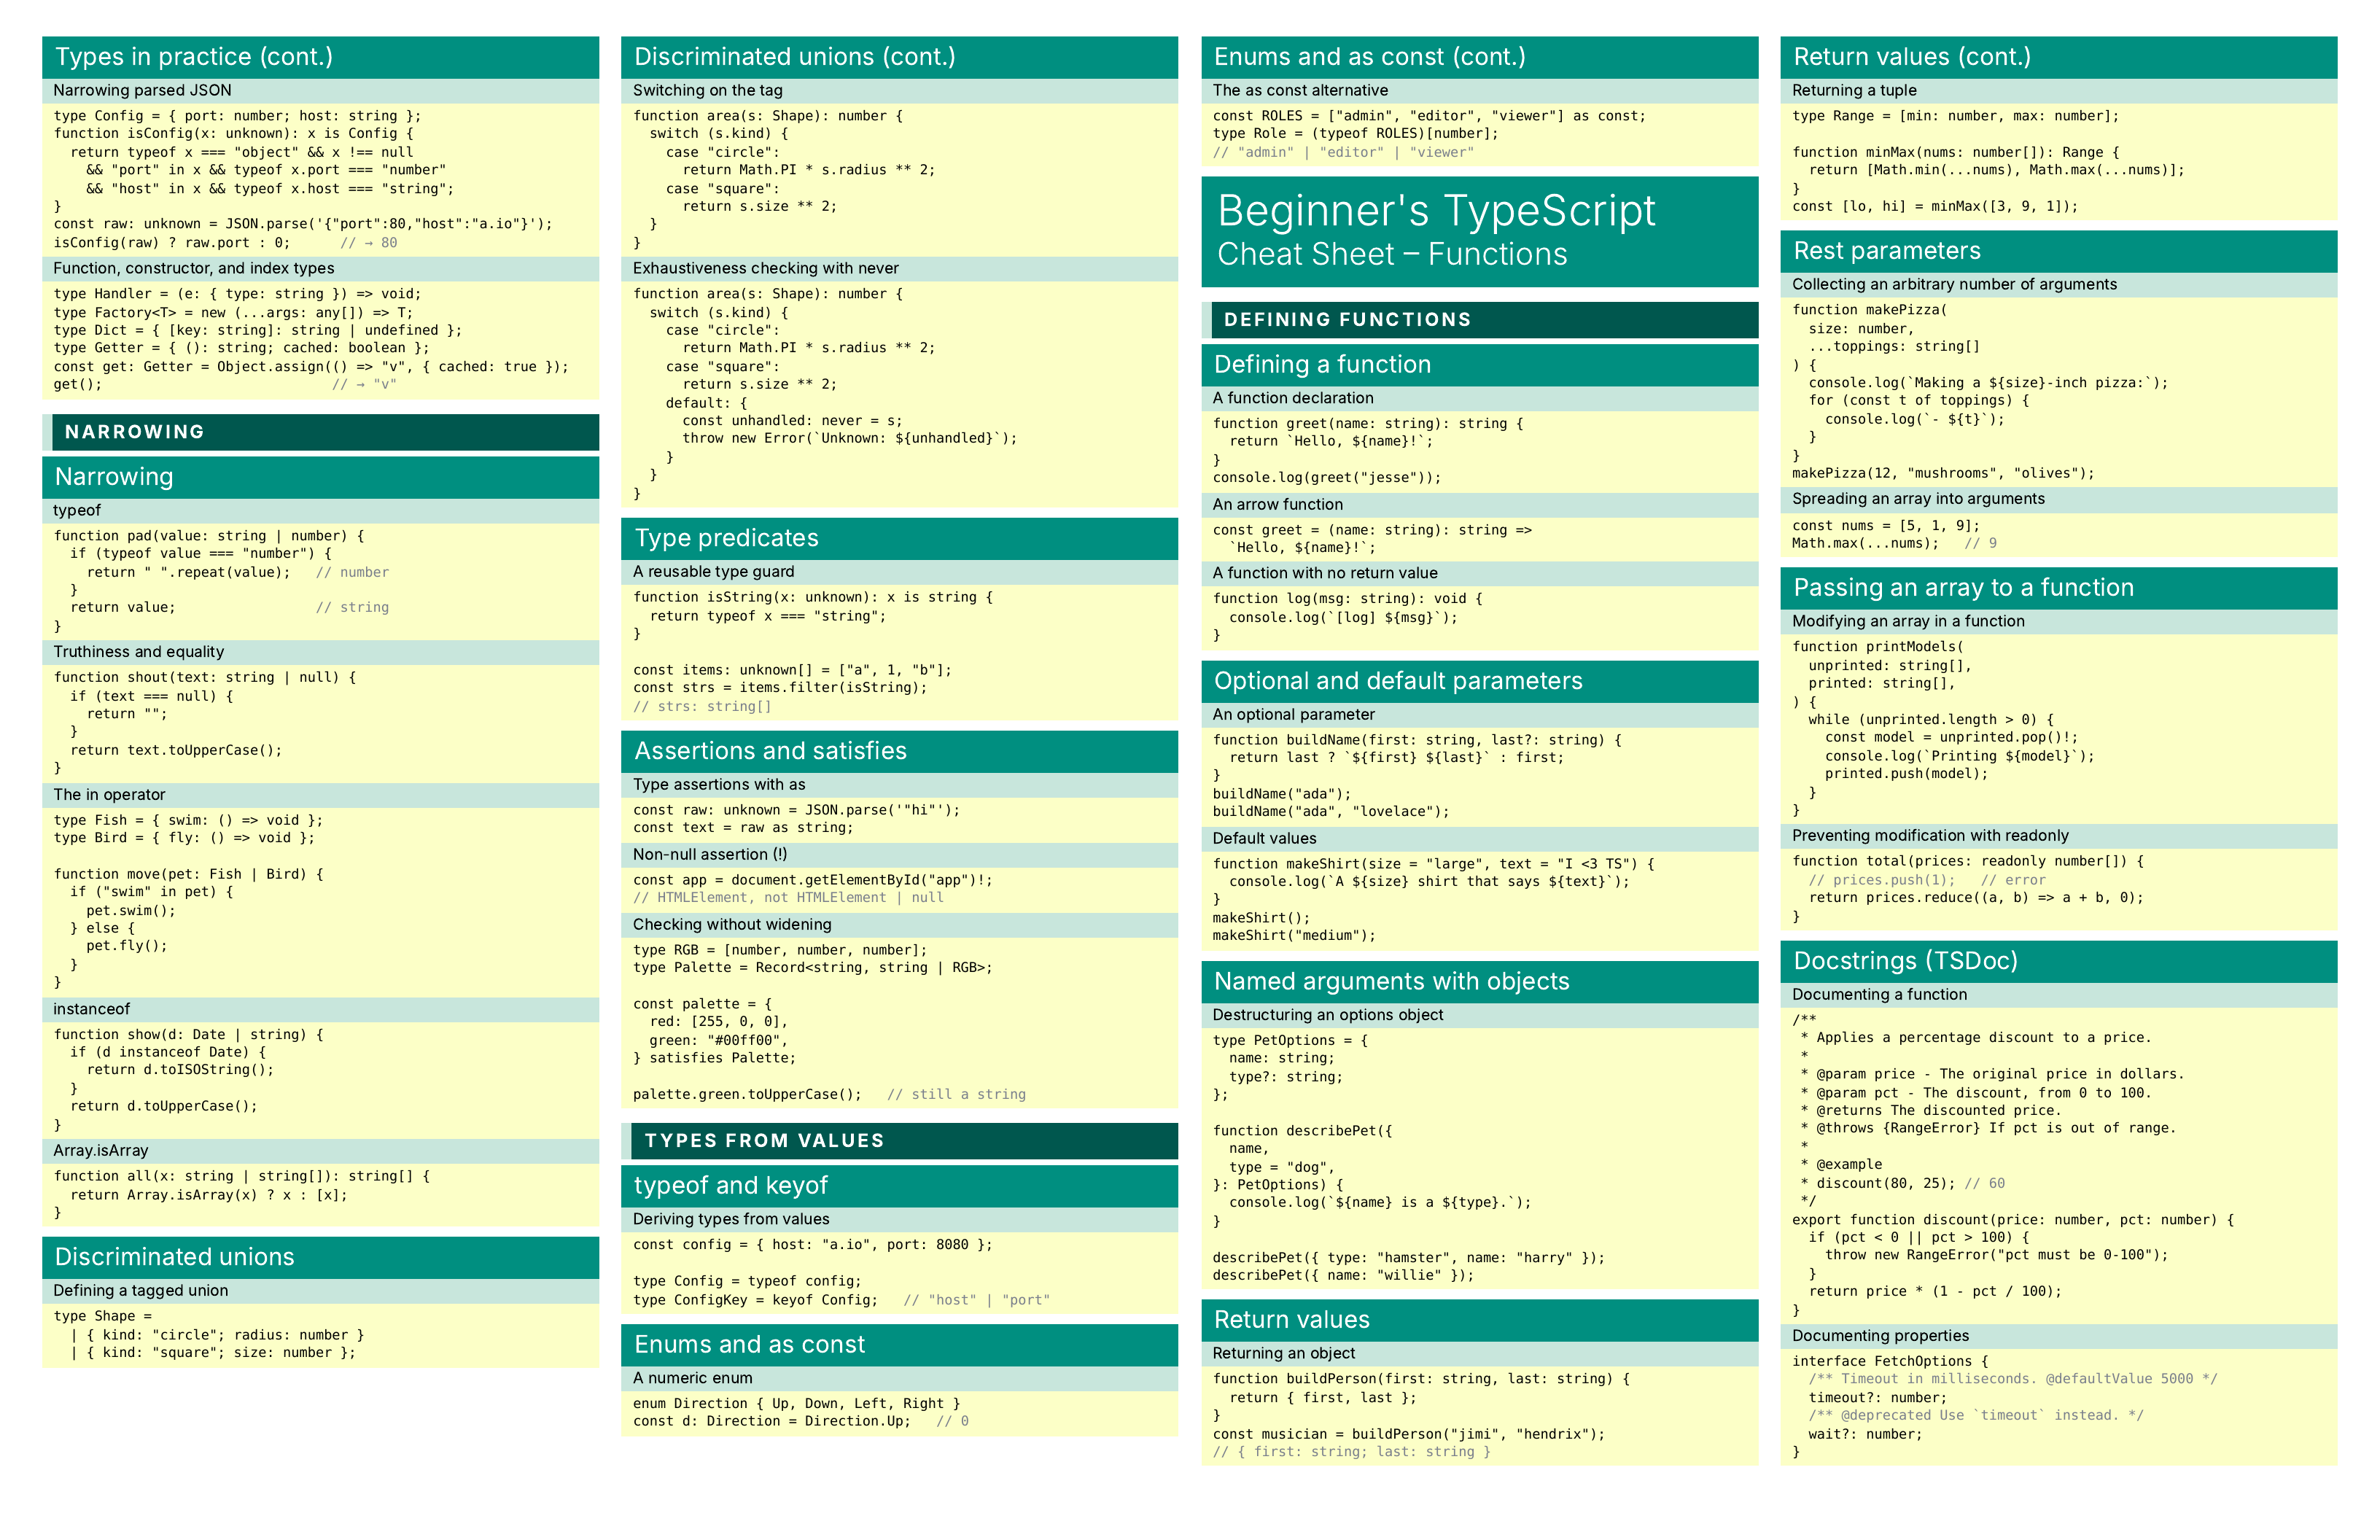 Types in practice (cont.)
Narrowing parsed JSON
type Config = { port: number; host: string };
function isConfig(x: unknown): x is Config {
  return typeof x === "object" && x !== null
    && "port" in x && typeof x.port === "number"
    && "host" in x && typeof x.host === "string";
}
const raw: unknown = JSON.parse('{"port":80,"host":"a.io"}');
isConfig(raw) ? raw.port : 0;      // → 80
Function, constructor, and index types
type Handler = (e: { type: string }) => void;
type Factory<T> = new (...args: any[]) => T;
type Dict = { [key: string]: string | undefined };
type Getter = { (): string; cached: boolean };
const get: Getter = Object.assign(() => "v", { cached: true });
get();                            // → "v"
NARROWING
Narrowing
typeof
function pad(value: string | number) {
  if (typeof value === "number") {
    return " ".repeat(value);   // number
  }
  return value;                 // string
}
Truthiness and equality
function shout(text: string | null) {
  if (text === null) {
    return "";
  }
  return text.toUpperCase();
}
The in operator
type Fish = { swim: () => void };
type Bird = { fly: () => void };

function move(pet: Fish | Bird) {
  if ("swim" in pet) {
    pet.swim();
  } else {
    pet.fly();
  }
}
instanceof
function show(d: Date | string) {
  if (d instanceof Date) {
    return d.toISOString();
  }
  return d.toUpperCase();
}
Array.isArray
function all(x: string | string[]): string[] {
  return Array.isArray(x) ? x : [x];
}
Discriminated unions
Defining a tagged union
type Shape =
  | { kind: "circle"; radius: number }
  | { kind: "square"; size: number };
Discriminated unions (cont.)
Switching on the tag
function area(s: Shape): number {
  switch (s.kind) {
    case "circle":
      return Math.PI * s.radius ** 2;
    case "square":
      return s.size ** 2;
  }
}
Exhaustiveness checking with never
function area(s: Shape): number {
  switch (s.kind) {
    case "circle":
      return Math.PI * s.radius ** 2;
    case "square":
      return s.size ** 2;
    default: {
      const unhandled: never = s;
      throw new Error(`Unknown: ${unhandled}`);
    }
  }
}
Type predicates
A reusable type guard
function isString(x: unknown): x is string {
  return typeof x === "string";
}

const items: unknown[] = ["a", 1, "b"];
const strs = items.filter(isString);
// strs: string[]
Assertions and satisfies
Type assertions with as
const raw: unknown = JSON.parse('"hi"');
const text = raw as string;
Non-null assertion (!)
const app = document.getElementById("app")!;
// HTMLElement, not HTMLElement | null
Checking without widening
type RGB = [number, number, number];
type Palette = Record<string, string | RGB>;

const palette = {
  red: [255, 0, 0],
  green: "#00ff00",
} satisfies Palette;

palette.green.toUpperCase();   // still a string
TYPES FROM VALUES
typeof and keyof
Deriving types from values
const config = { host: "a.io", port: 8080 };

type Config = typeof config;
type ConfigKey = keyof Config;   // "host" | "port"
Enums and as const
A numeric enum
enum Direction { Up, Down, Left, Right }
const d: Direction = Direction.Up;   // 0
Enums and as const (cont.)
The as const alternative
const ROLES = ["admin", "editor", "viewer"] as const;
type Role = (typeof ROLES)[number];
// "admin" | "editor" | "viewer"
Beginner's TypeScript
Cheat Sheet – Functions
DEFINING FUNCTIONS
Defining a function
A function declaration
function greet(name: string): string {
  return `Hello, ${name}!`;
}
console.log(greet("jesse"));
An arrow function
const greet = (name: string): string =>
  `Hello, ${name}!`;
A function with no return value
function log(msg: string): void {
  console.log(`[log] ${msg}`);
}
Optional and default parameters
An optional parameter
function buildName(first: string, last?: string) {
  return last ? `${first} ${last}` : first;
}
buildName("ada");
buildName("ada", "lovelace");
Default values
function makeShirt(size = "large", text = "I <3 TS") {
  console.log(`A ${size} shirt that says ${text}`);
}
makeShirt();
makeShirt("medium");
Named arguments with objects
Destructuring an options object
type PetOptions = {
  name: string;
  type?: string;
};

function describePet({
  name,
  type = "dog",
}: PetOptions) {
  console.log(`${name} is a ${type}.`);
}

describePet({ type: "hamster", name: "harry" });
describePet({ name: "willie" });
Return values
Returning an object
function buildPerson(first: string, last: string) {
  return { first, last };
}
const musician = buildPerson("jimi", "hendrix");
// { first: string; last: string }
Return values (cont.)
Returning a tuple
type Range = [min: number, max: number];

function minMax(nums: number[]): Range {
  return [Math.min(...nums), Math.max(...nums)];
}
const [lo, hi] = minMax([3, 9, 1]);
Rest parameters
Collecting an arbitrary number of arguments
function makePizza(
  size: number,
  ...toppings: string[]
) {
  console.log(`Making a ${size}-inch pizza:`);
  for (const t of toppings) {
    console.log(`- ${t}`);
  }
}
makePizza(12, "mushrooms", "olives");
Spreading an array into arguments
const nums = [5, 1, 9];
Math.max(...nums);   // 9
Passing an array to a function
Modifying an array in a function
function printModels(
  unprinted: string[],
  printed: string[],
) {
  while (unprinted.length > 0) {
    const model = unprinted.pop()!;
    console.log(`Printing ${model}`);
    printed.push(model);
  }
}
Preventing modification with readonly
function total(prices: readonly number[]) {
  // prices.push(1);   // error
  return prices.reduce((a, b) => a + b, 0);
}
Docstrings (TSDoc)
Documenting a function
/**
 * Applies a percentage discount to a price.
 *
 * @param price - The original price in dollars.
 * @param pct - The discount, from 0 to 100.
 * @returns The discounted price.
 * @throws {RangeError} If pct is out of range.
 *
 * @example
 * discount(80, 25); // 60
 */
export function discount(price: number, pct: number) {
  if (pct < 0 || pct > 100) {
    throw new RangeError("pct must be 0-100");
  }
  return price * (1 - pct / 100);
}
Documenting properties
interface FetchOptions {
  /** Timeout in milliseconds. @defaultValue 5000 */
  timeout?: number;
  /** @deprecated Use `timeout` instead. */
  wait?: number;
}